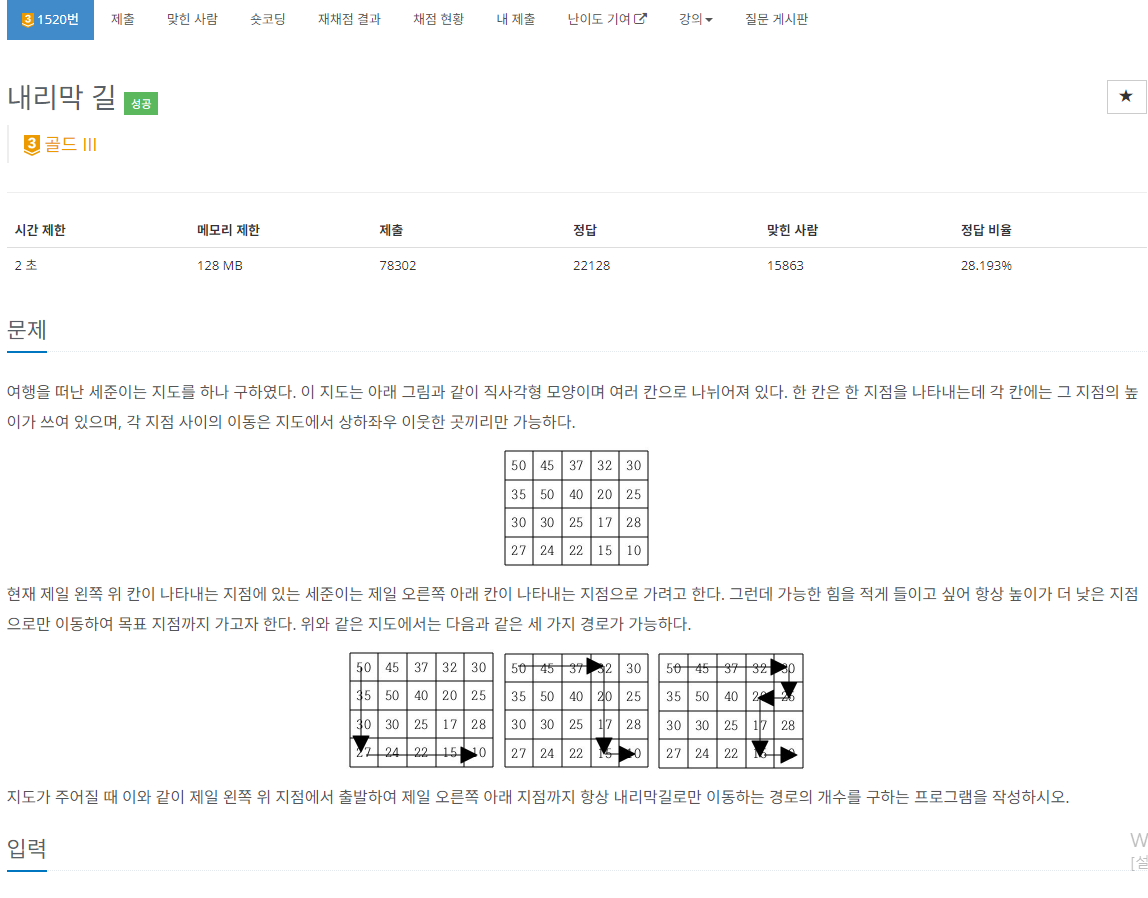 3 1520번 제출 맞힌 사람 숏코딩 재채점 결과 채점 현황 내 제출 난이도 기여 강의 질문 게시판
내리막 길 성공
3 골드 III
시간 제한 메모리 제한 제출 정답 맞힌 사람 정답 비율
2 초 128 MB 78302 22128 15863 28.193%
문제
여행을 떠난 세준이는 지도를 하나 구하였다. 이 지도는 아래 그림과 같이 직사각형 모양이며 여러 칸으로 나뉘어져 있다. 한 칸은 한 지점을 나타내는데 각 칸에는 그 지점의 높
이가 쓰여 있으며, 각 지점 사이의 이동은 지도에서 상하좌우 이웃한 곳끼리만 가능하다.
50 45 37 32 30
35 50 40 20 25
30 30 25 17 28
27 24 22 15 10
현재 제일 왼쪽 위 칸이 나타내는 지점에 있는 세준이는 제일 오른쪽 아래 칸이 나타내는 지점으로 가려고 한다. 그런데 가능한 힘을 적게 들이고 싶어 항상 높이가 더 낮은 지점
으로만 이동하여 목표 지점까지 가고자 한다. 위와 같은 지도에서는 다음과 같은 세 가지 경로가 가능하다.
50 45 37 32 30 50 45 37 32 30 50 45 37 32 30
35 50 40 20 25 35 50 40 20 25 35 50 40 20 25
30 30 25 17 28 30 30 25 17 28 30 30 25 17 28
27 24 22 15 10 27 24 22 15 10 27 24 22 15 10
지도가 주어질 때 이와 같이 제일 왼쪽 위 지점에서 출발하여 제일 오른쪽 아래 지점까지 항상 내리막길로만 이동하는 경로의 개수를 구하는 프로그램을 작성하시오.
입력
W
[설